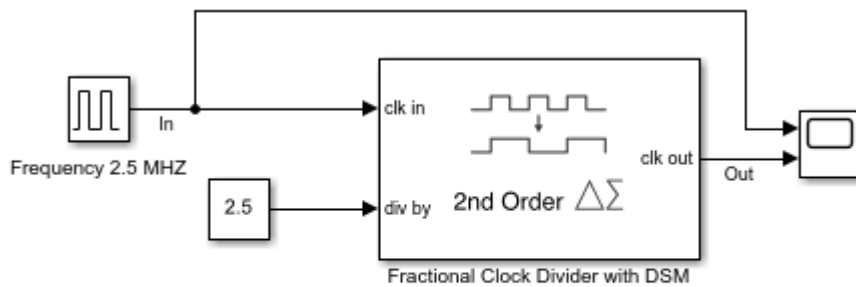 In
Frequency 2.5 MHZ
2.5
clk in
div by
2nd Order ΔΣ
clk out
Out
Fractional Clock Divider with DSM